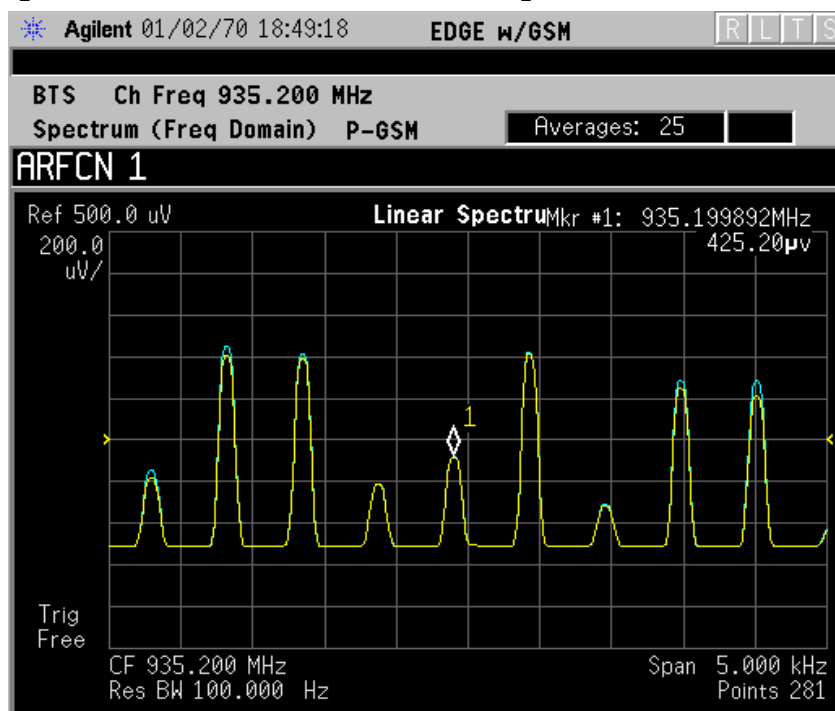 Agilent 01/02/70 18:49:18 EDGE w/GSM R L T S
BTS Ch Freq 935.200 MHz
Spectrum (Freq Domain) P-GSM Averages: 25
ARFCN 1
Ref 500.0 uV Linear Spectru Mkr #1: 935.199892MHz
200.0 425.20µv
uV/
1
Trig
Free
CF 935.200 MHz Span 5.000 kHz
Res BW 100.000 Hz Points 281